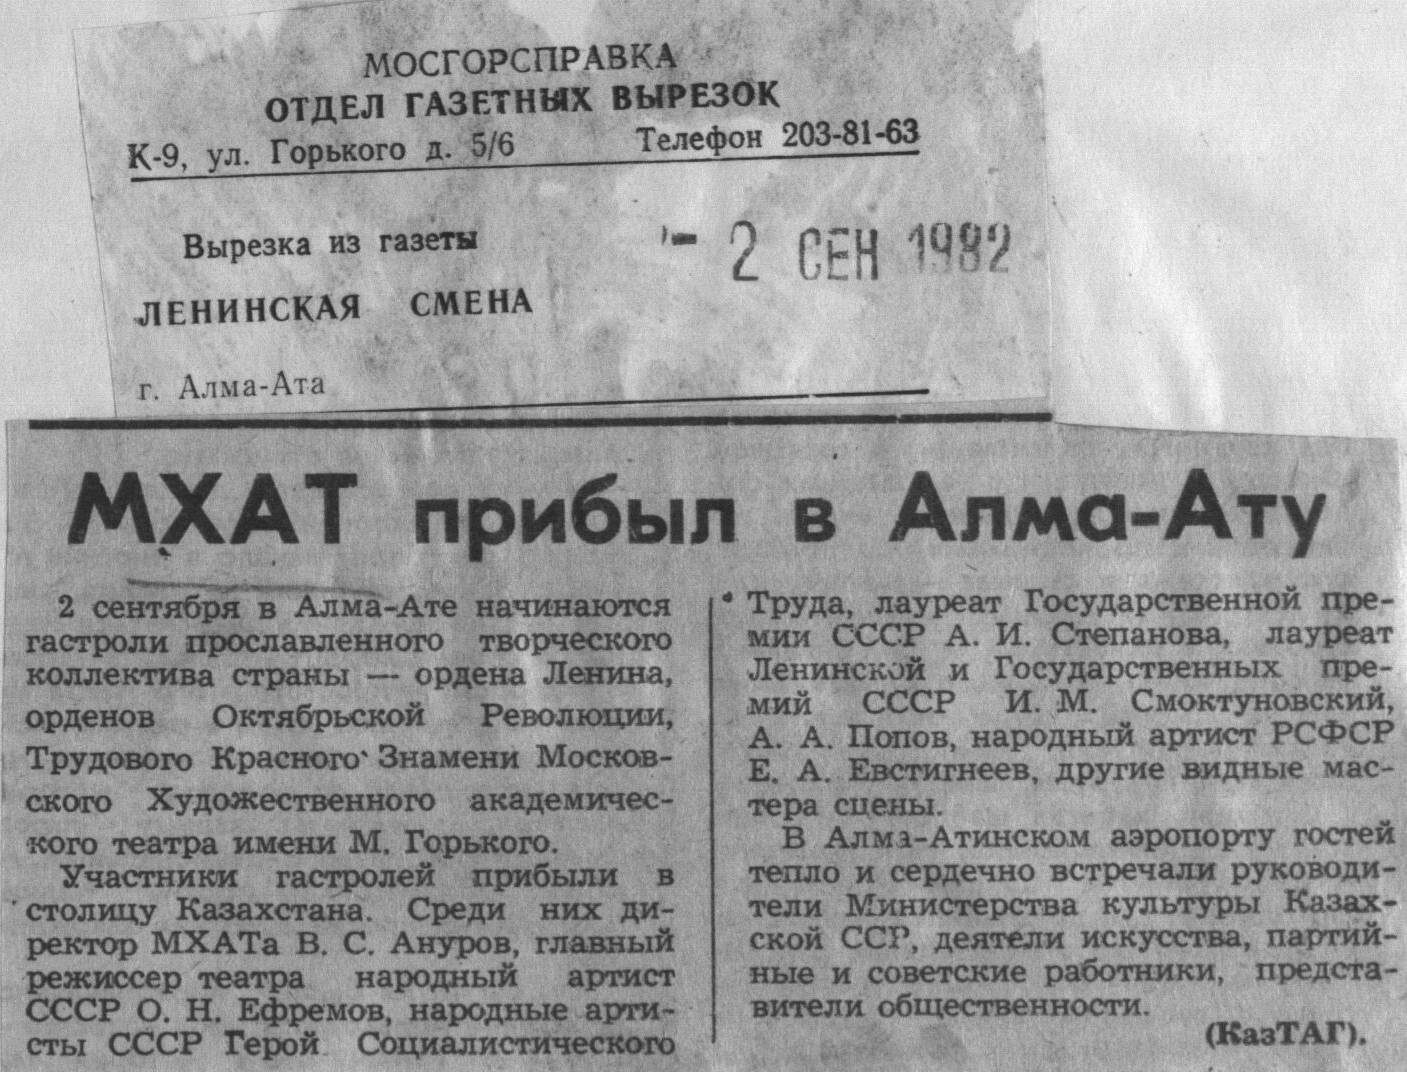 МОСГОРСПРАВКА
ОТДЕЛ ГАЗЕТНЫХ ВЫРЕЗОК
К-9, ул. Горького д. 5/6 Телефон 203-81-63
Вырезка из газеты
- 2 СЕН 1982
ЛЕНИНСКАЯ СМЕНА
г. Алма-Ата
МХАТ прибыл в Алма-Ату
2 сентября в Алма-Ате начинаются
гастроли прославленного творческого
коллектива страны — ордена Ленина,
орденов Октябрьской Революции,
Трудового Красного Знамени Москов-
ского Художественного академичес-
кого театра имени М. Горького.
Участники гастролей прибыли в
столицу Казахстана. Среди них ди-
ректор МХАТа В. С. Ануров, главный
режиссер театра народный артист
СССР О. Н. Ефремов, народные арти-
сты СССР Герой Социалистического
Труда, лауреат Государственной пре-
мии СССР А. И. Степанова, лауреат
Ленинской и Государственных пре-
мий СССР И. М. Смоктуновский,
А. А. Попов, народный артист РСФСР
Е. А. Евстигнеев, другие видные мас-
тера сцены.
В Алма-Атинском аэропорту гостей
тепло и сердечно встречали руководи-
тели Министерства культуры Казах-
ской ССР, деятели искусства, партий-
ные и советские работники, предста-
вители общественности.
(КазТАГ).